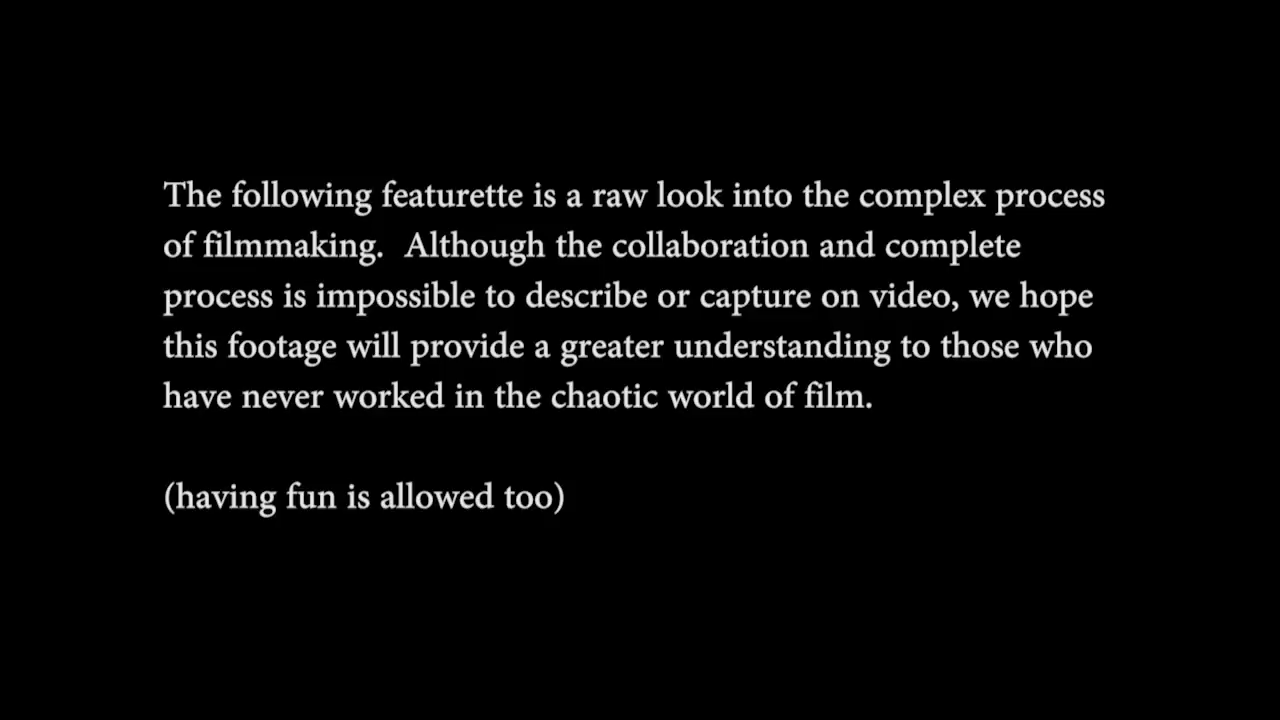 The following featurette is a raw look into the complex process
of filmmaking.  Although the collaboration and complete
process is impossible to describe or capture on video, we hope
this footage will provide a greater understanding to those who
have never worked in the chaotic world of film.
(having fun is allowed too)